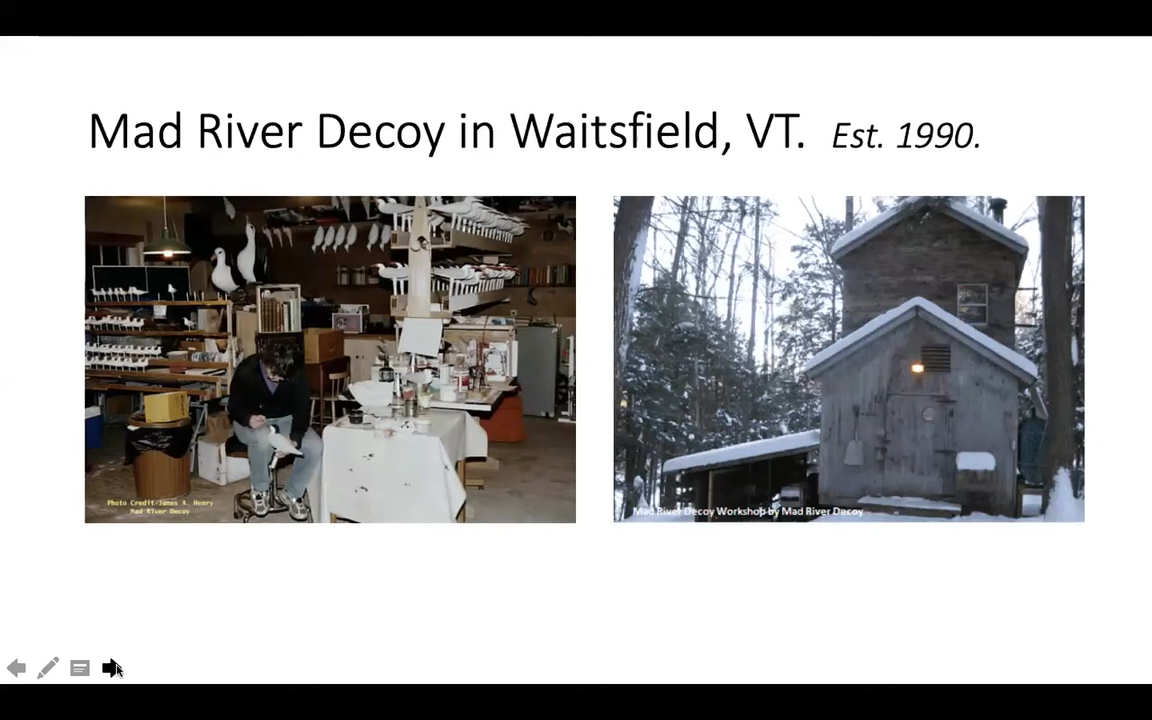 Mad River Decoy in Waitsfield, VT. Est. 1990.
Photo Credit-James A. Henry
Mad River Decoy
Mad River Decoy Workshop by Mad River Decoy